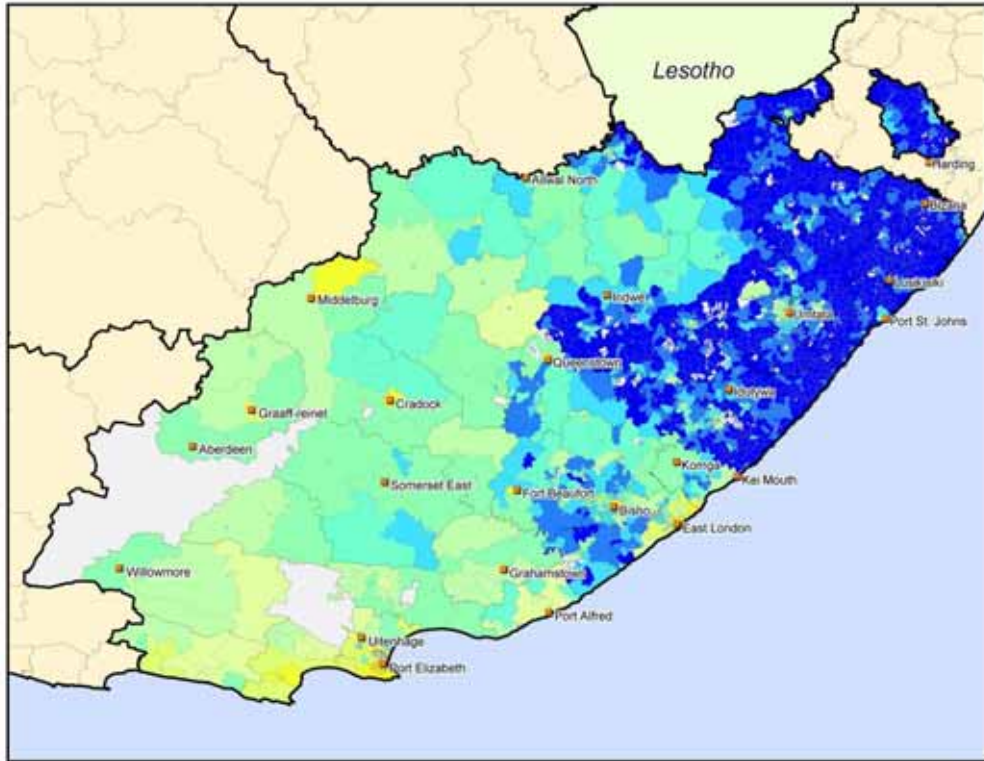 Lesotho
Harding
Aliwal North
Bizana
Lusikisiki
Middelburg
Indwe
Umtata
Port St. Johns
Queenstown
Idutywa
Cradock
Graaff-reinet
Aberdeen
Komga
Kei Mouth
Somerset East
Fort Beaufort
Bisho
East London
Willowmore
Grahamstown
Port Alfred
Uitenhage
Port Elizabeth